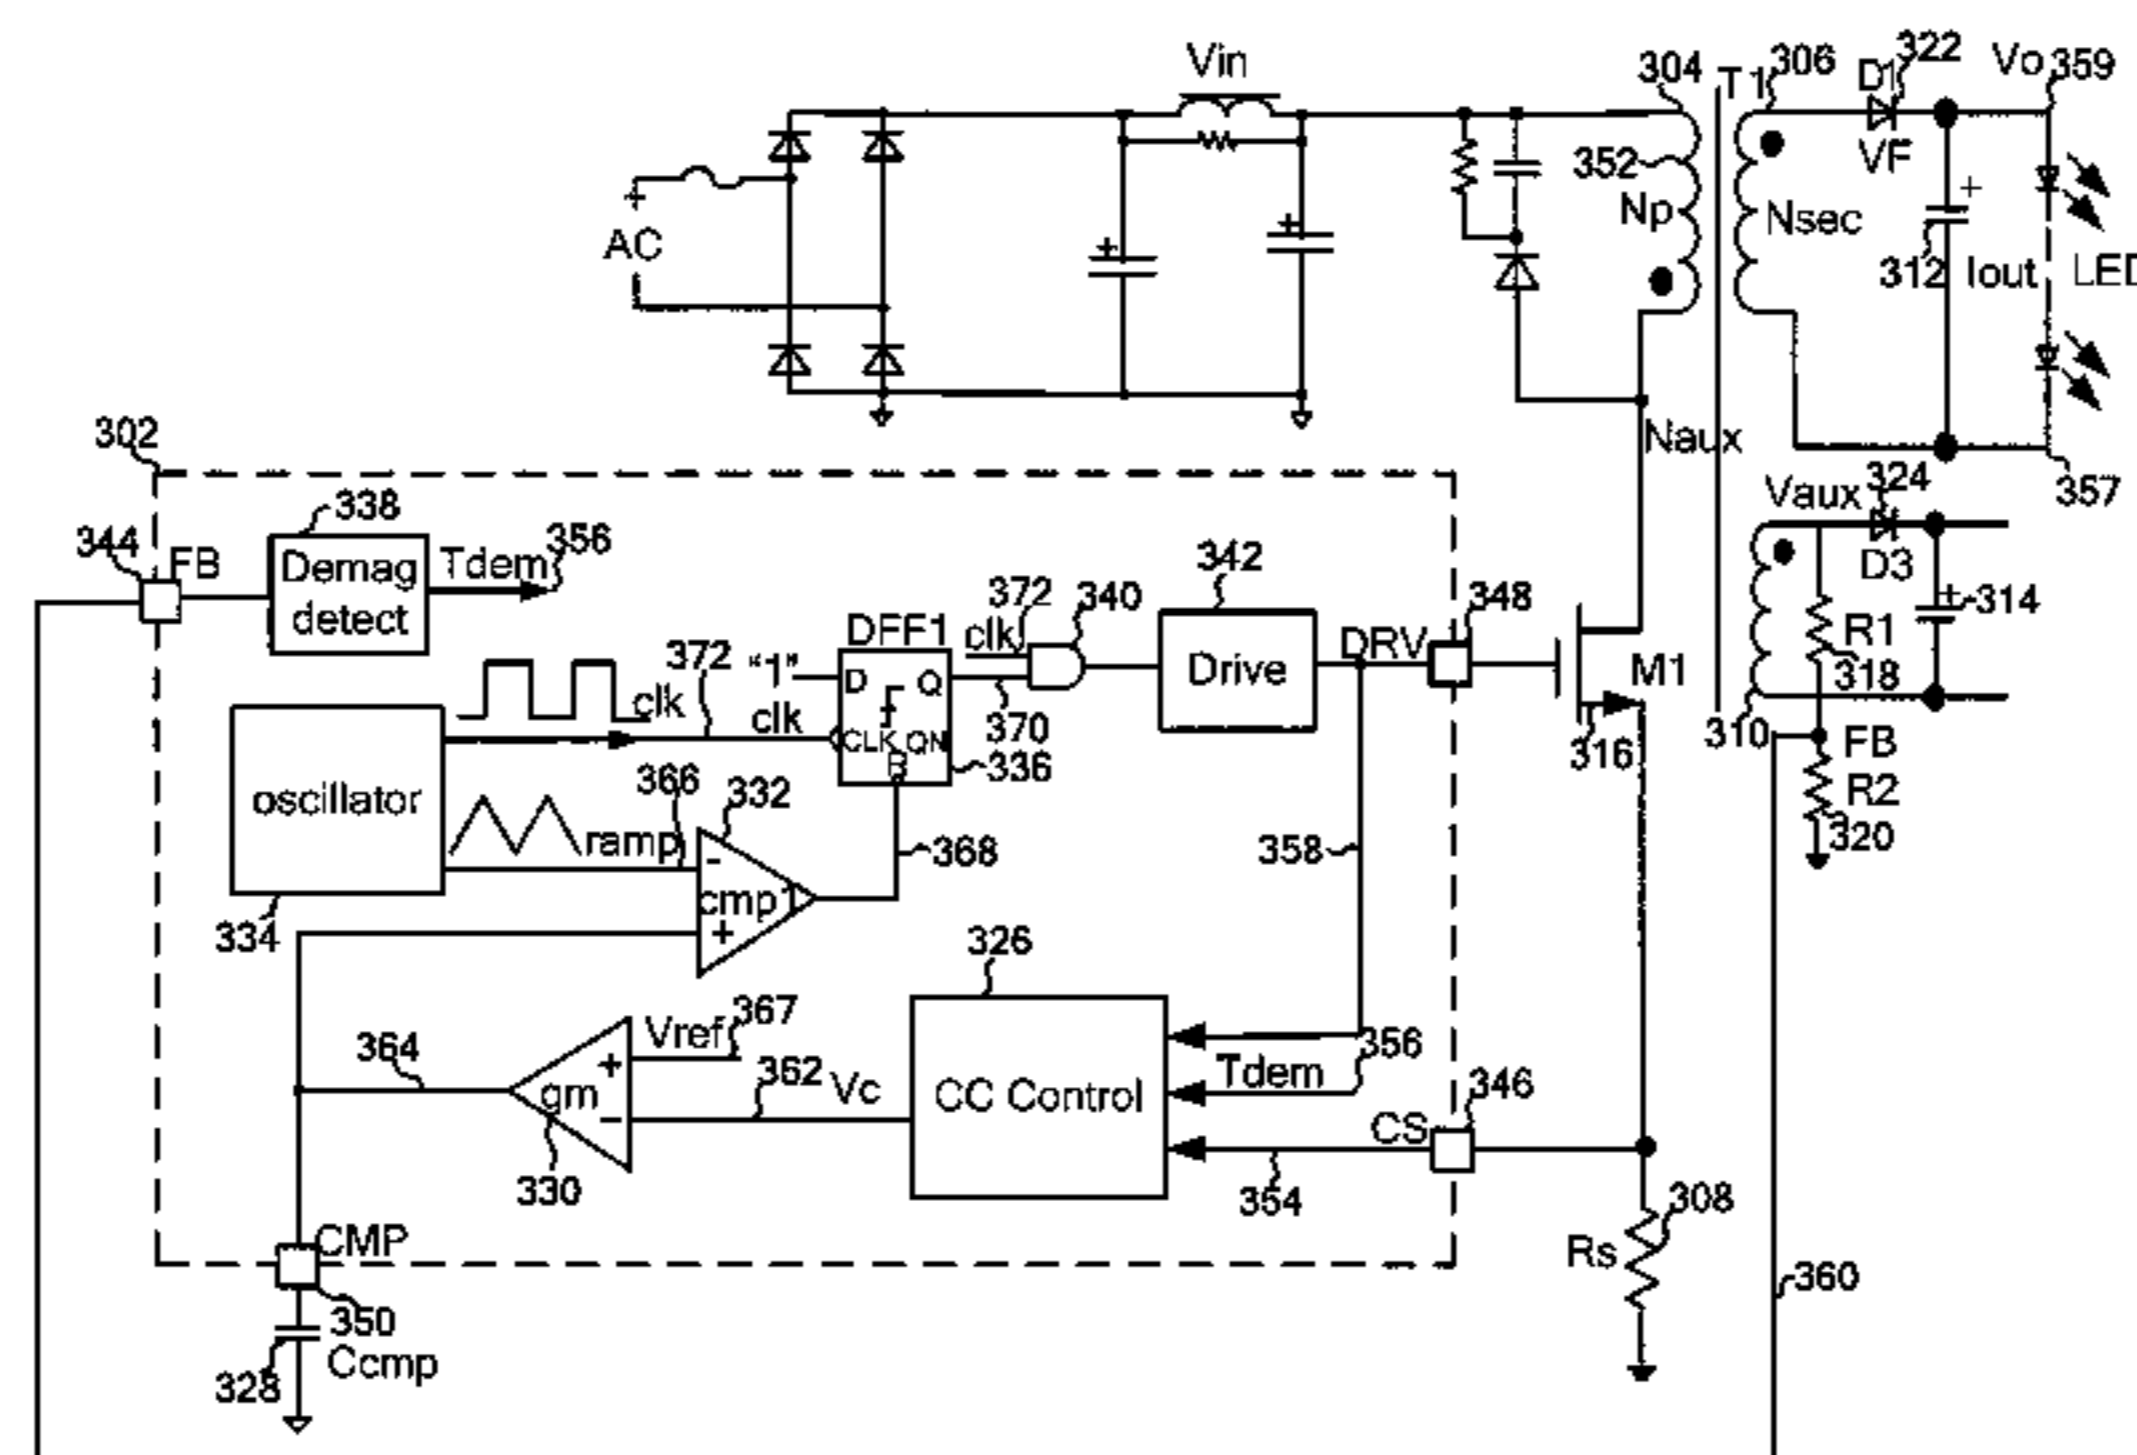 Vin
304
T1
306
D1
322
Vo
359
352
VF
Np
Nsec
+
+
+
+
AC
312
Iout
LED
302
Naux
324
357
Vaux
338
344
FB
Demag
detect
Tdem
356
342
372
340
348
D3
+
314
DFF1
clk
DRV
R1
318
372
"1"
D
Q
Drive
M1
clk
clk
CLK
QN
370
316
310
FB
R
336
oscillator
366
332
R2
320
ramp
-
cmp1
+
368
358
334
326
364
Vref
367
356
+
gm
-
362
Vc
CC Control
Tdem
346
CS
330
354
308
CMP
Rs
360
350
328
Ccmp